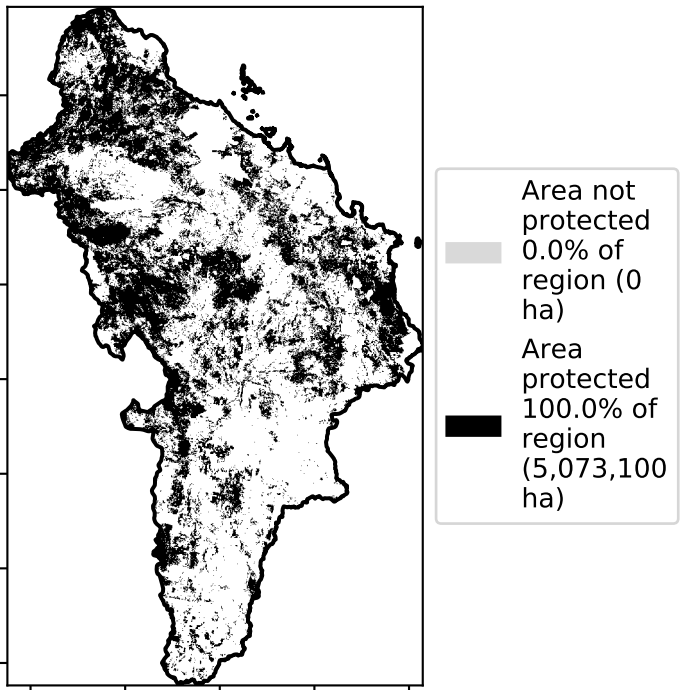 Area not
protected
0.0% of
region (0
ha)
Area
protected
100.0% of
region
(5,073,100
ha)